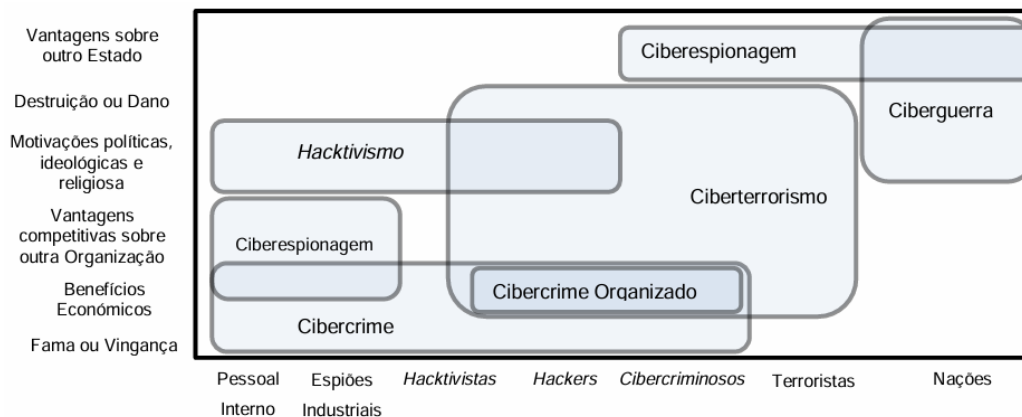 Vantagens sobre
outro Estado
Destruição ou Dano
Motivações políticas,
ideológicas e
religiosa
Vantagens
competitivas sobre
outra Organização
Benefícios
Económicos
Fama ou Vingança
Ciberespionagem
Ciberguerra
Hacktivismo
Ciberterrorismo
Ciberespionagem
Cibercrime Organizado
Cibercrime
Pessoal
Interno
Espiões
Industriais
Hacktivistas
Hackers
Cibercriminosos
Terroristas
Nações